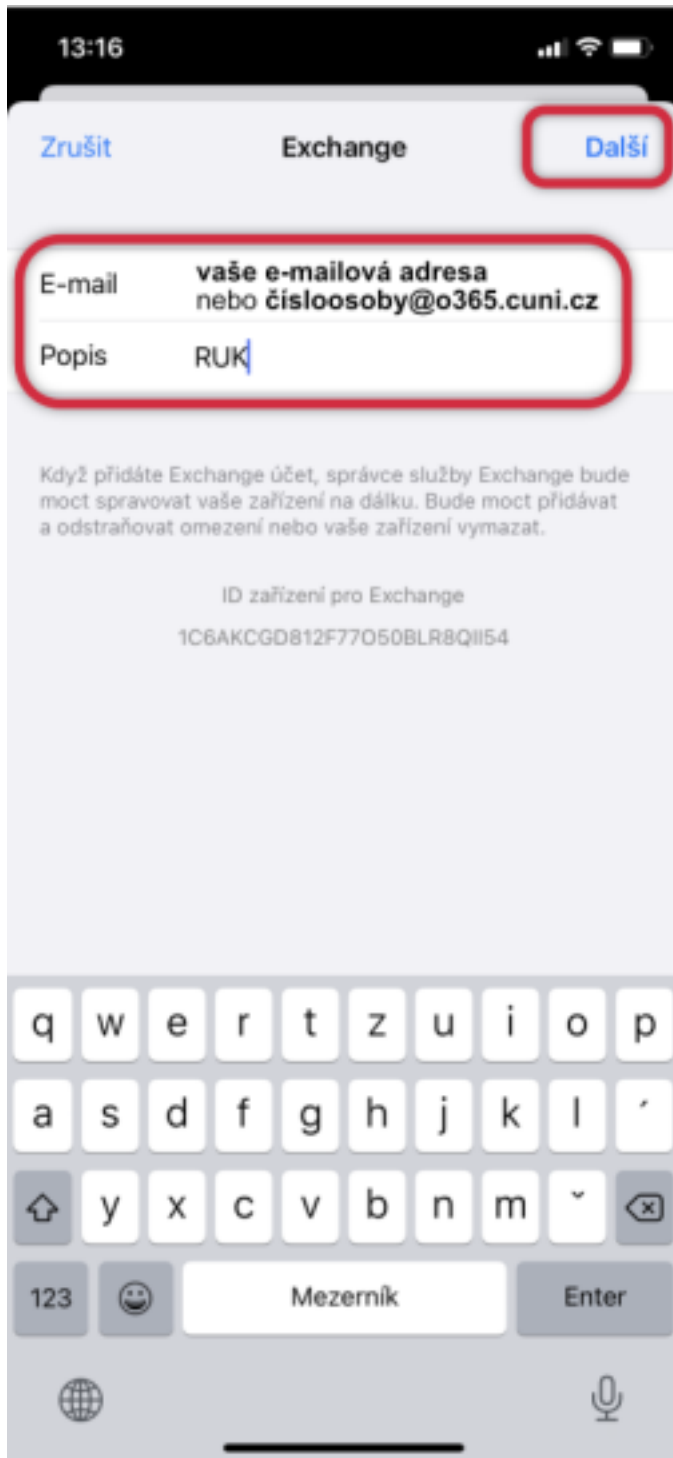 13:16
Zrušit Exchange Další
E-mail vaše e-mailová adresa
nebo čísloosoby@o365.cuni.cz
Popis RUK
Když přidáte Exchange účet, správce služby Exchange bude
moct spravovat vaše zařízení na dálku. Bude moct přidávat
a odstraňovat omezení nebo vaše zařízení vymazat.
ID zařízení pro Exchange
1C6AKCGD812F77O50BLR8QII54
q w e r t z u i o p
a s d f g h j k l ´
y x c v b n m ˇ
123 Mezerník Enter